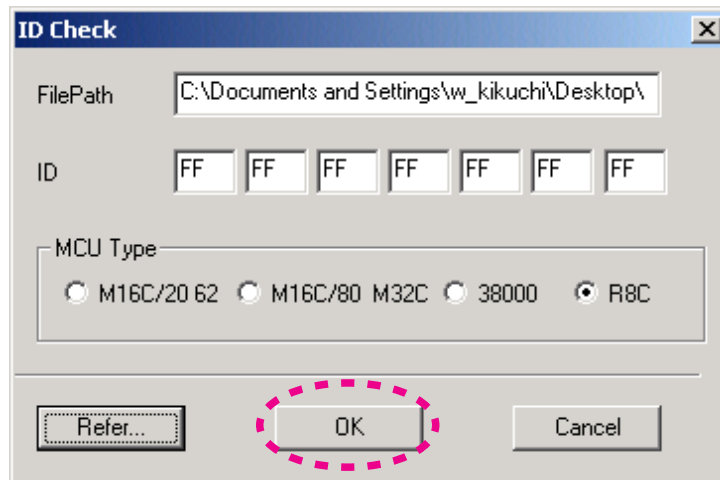 ID Check
FilePath C:\Documents and Settings\w_kikuchi\Desktop\
ID FF FF FF FF FF FF FF
MCU Type
M16C/20 62 M16C/80 M32C 38000 R8C
Refer... OK Cancel